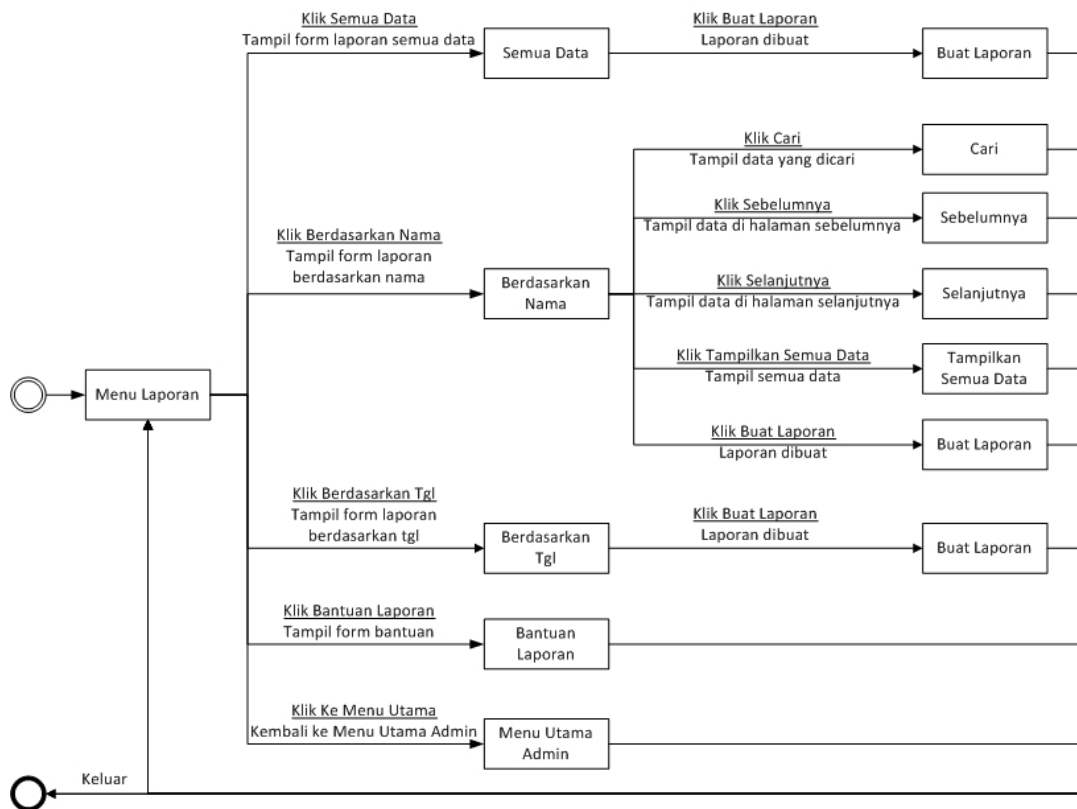 Klik Semua Data
Tampil form laporan semua data
Semua Data
Klik Buat Laporan
Laporan dibuat
Buat Laporan
Klik Cari
Tampil data yang dicari
Cari
Klik Sebelumnya
Tampil data di halaman sebelumnya
Sebelumnya
Klik Berdasarkan Nama
Tampil form laporan
berdasarkan nama
Berdasarkan
Nama
Klik Selanjutnya
Tampil data di halaman selanjutnya
Selanjutnya
Klik Tampilkan Semua Data
Tampil semua data
Tampilkan
Semua Data
Menu Laporan
Klik Buat Laporan
Laporan dibuat
Buat Laporan
Klik Berdasarkan Tgl
Tampil form laporan
berdasarkan tgl
Berdasarkan
Tgl
Klik Buat Laporan
Laporan dibuat
Buat Laporan
Klik Bantuan Laporan
Tampil form bantuan
Bantuan
Laporan
Klik Ke Menu Utama
Kembali ke Menu Utama Admin
Menu Utama
Admin
Keluar